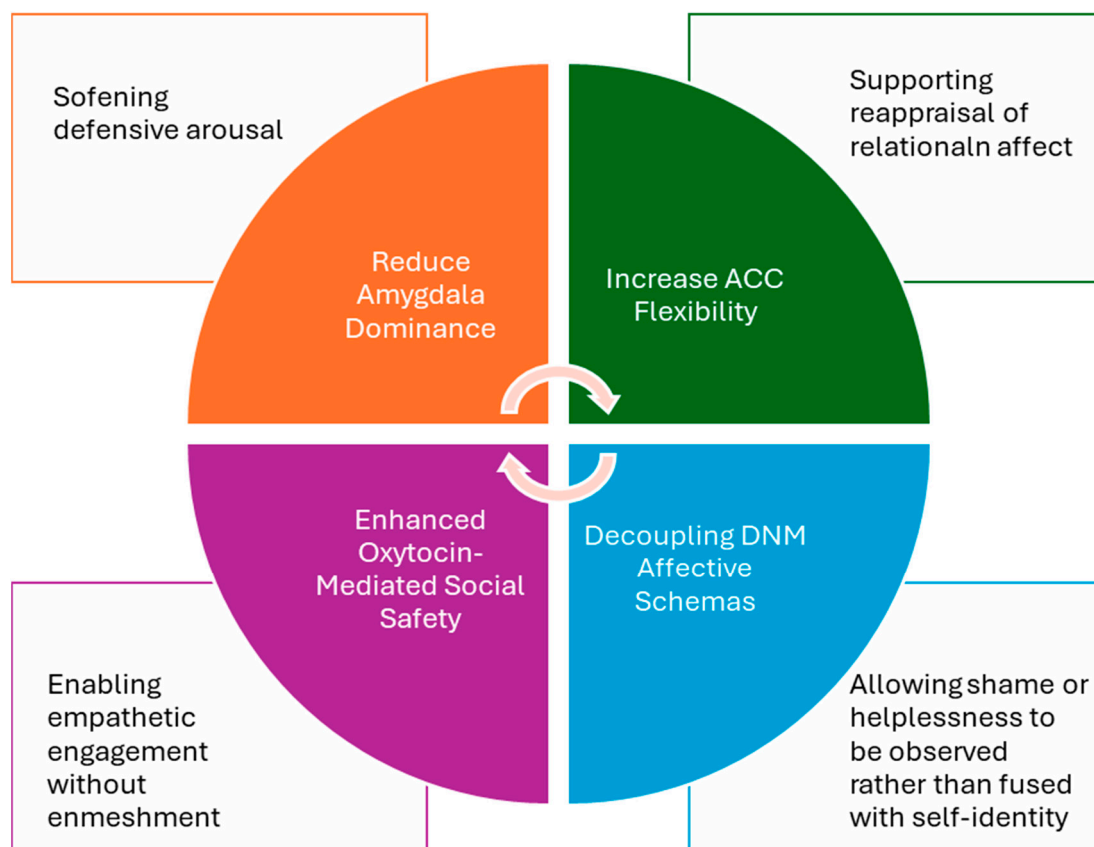 Sofening
defensive arousal
Supporting
reappraisal of
relationaln affect
Reduce
Amygdala
Dominance
Increase ACC
Flexibility
Enhanced
Oxytocin-
Mediated Social
Safety
Decoupling DNM
Affective
Schemas
Enabling
empathetic
engagement
without
enmeshment
Allowing shame or
helplessness to
be observed
rather than fused
with self-identity